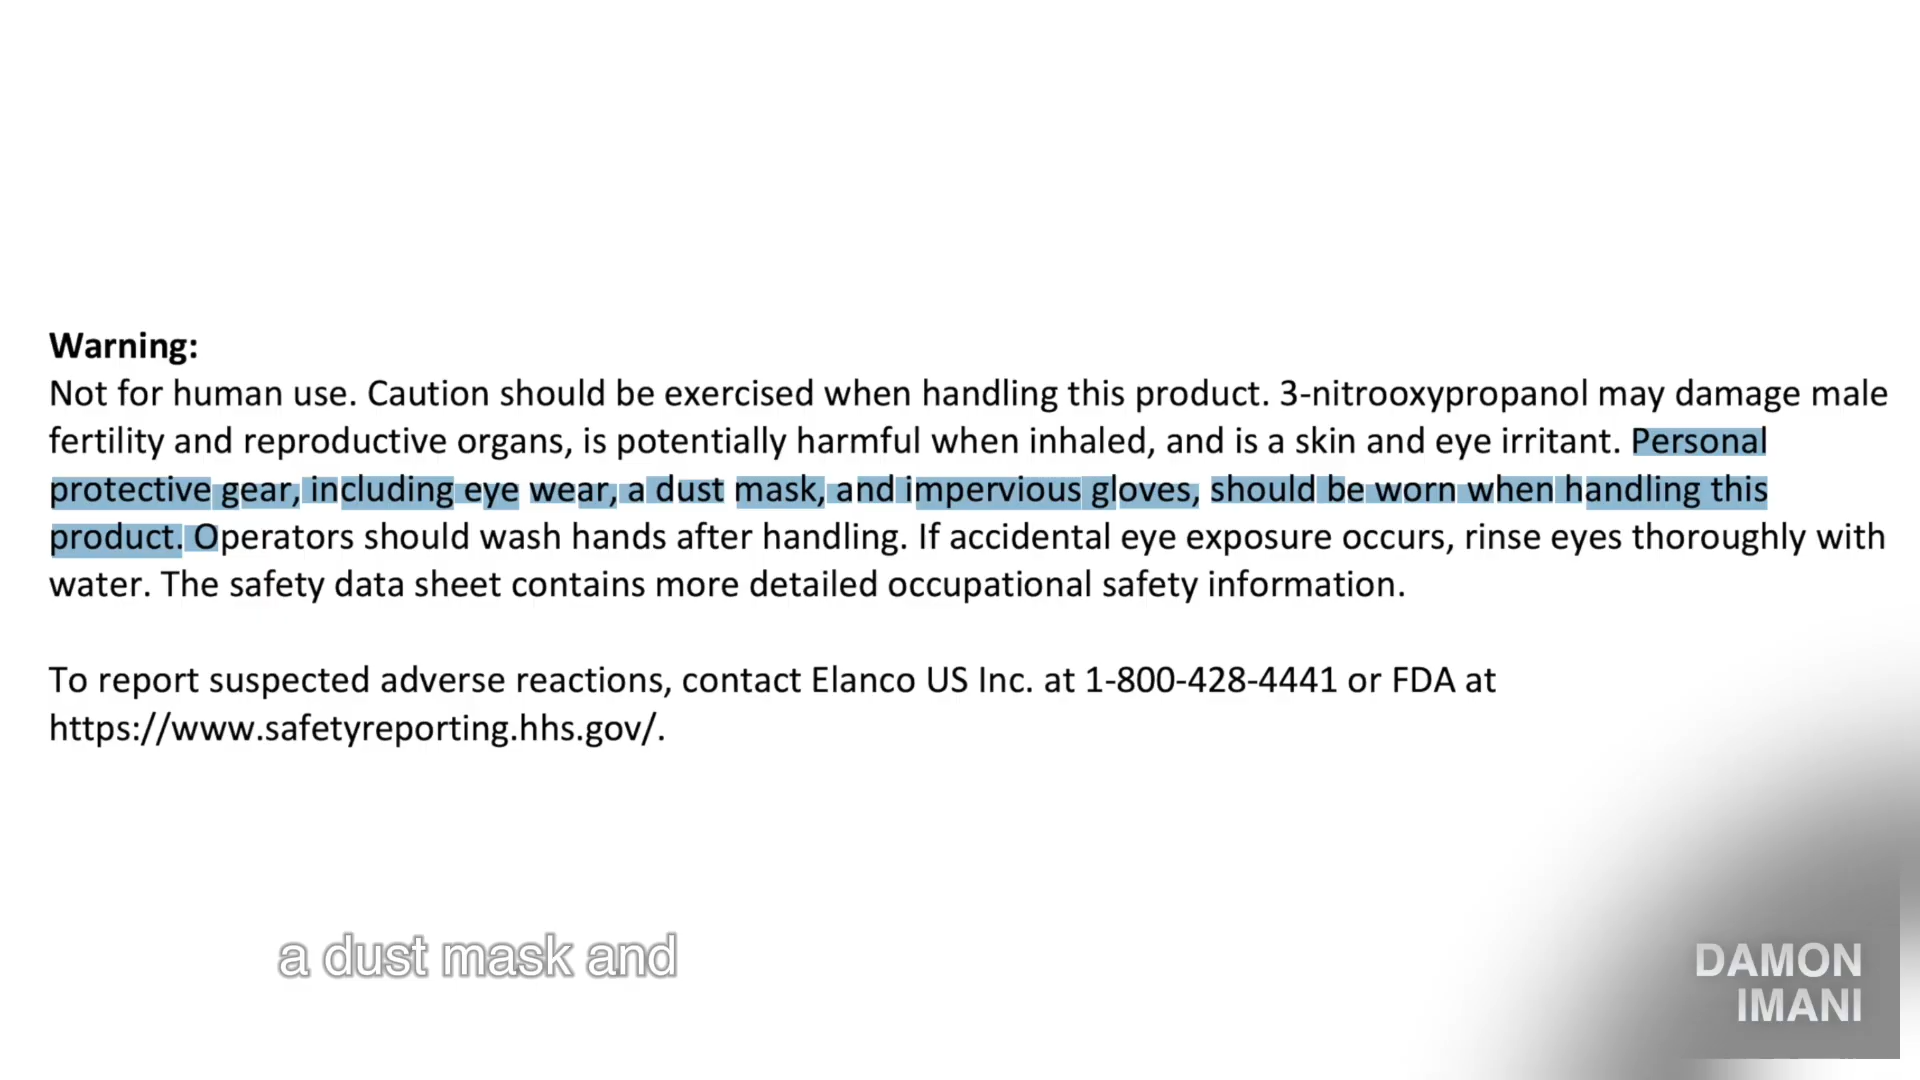 Warning:
Not for human use. Caution should be exercised when handling this product. 3-nitrooxypropanol may damage male
fertility and reproductive organs, is potentially harmful when inhaled, and is a skin and eye irritant. Personal
protective gear, including eye wear, a dust mask, and impervious gloves, should be worn when handling this
product. Operators should wash hands after handling. If accidental eye exposure occurs, rinse eyes thoroughly with
water. The safety data sheet contains more detailed occupational safety information.
To report suspected adverse reactions, contact Elanco US Inc. at 1-800-428-4441 or FDA at
https://www.safetyreporting.hhs.gov/.
a dust mask and
DAMON
IMANI